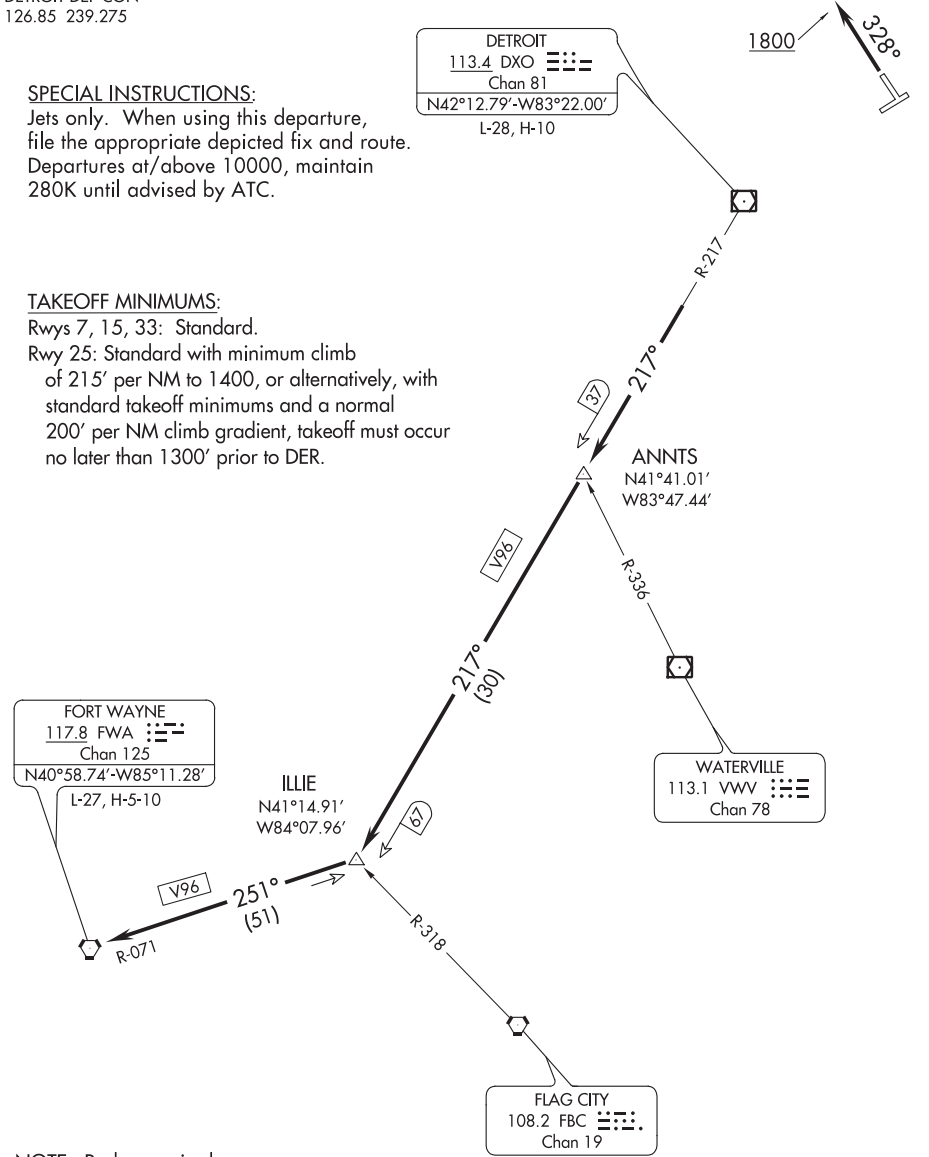 126.85 239.275
SPECIAL INSTRUCTIONS:
Jets only. When using this departure,
file the appropriate depicted fix and route.
Departures at/above 10000, maintain
280K until advised by ATC.
TAKEOFF MINIMUMS:
Rwys 7, 15, 33: Standard.
Rwy 25: Standard with minimum climb
of 215' per NM to 1400, or alternatively, with
standard takeoff minimums and a normal
200' per NM climb gradient, takeoff must occur
no later than 1300' prior to DER.
DETROIT
113.4 DXO
Chan 81
N42°12.79'-W83°22.00'
L-28, H-10
1800
328°
R-217
217°
37
ANNTS
N41°41.01'
W83°47.44'
V96
R-336
217°
(30)
WATERVILLE
113.1 VWV
Chan 78
FORT WAYNE
117.8 FWA
Chan 125
N40°58.74'-W85°11.28'
L-27, H-5-10
ILLIE
N41°14.91'
W84°07.96'
67
V96
251°
(51)
R-071
R-318
FLAG CITY
108.2 FBC
Chan 19